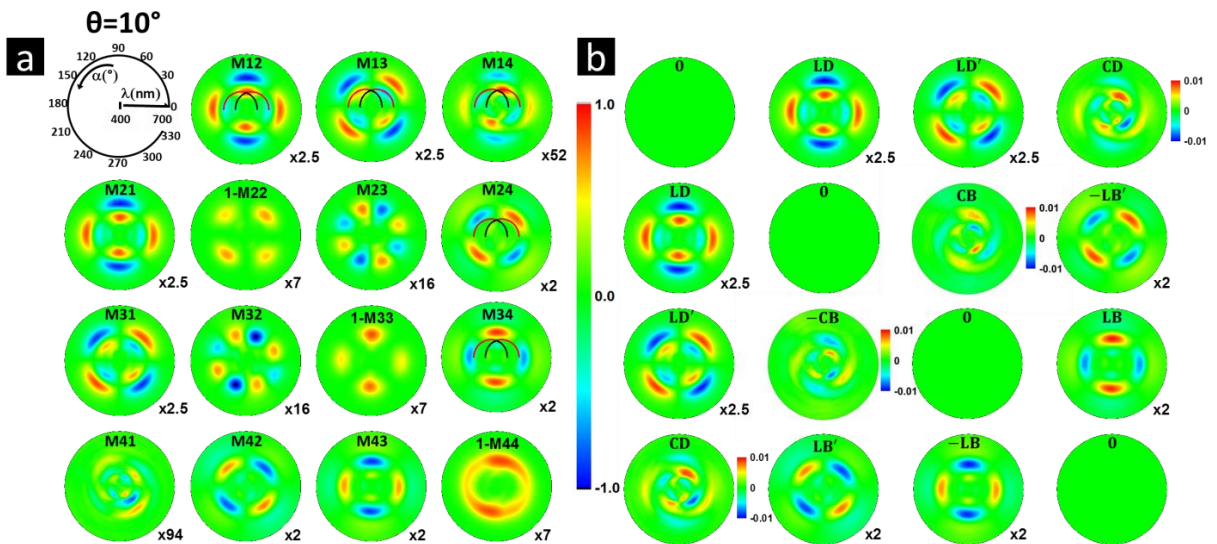 θ=10°
a
90
120
60
150
α(°)
30
λ(nm)
180
0
400
700
210
330
240
300
270
M12
x2.5
M13
x2.5
M14
x52
M21
x2.5
1-M22
x7
M23
x16
M24
x2
M31
x2.5
M32
x16
1-M33
x7
M34
x2
M41
x94
M42
x2
M43
x2
1-M44
x7
1.0
0.0
-1.0
b
0
LD
x2.5
LD′
x2.5
CD
0.01
0
-0.01
LD
x2.5
0
CB
0.01
0
-0.01
−LB′
x2
LD′
x2.5
−CB
0.01
0
-0.01
0
LB
x2
CD
0.01
0
-0.01
LB′
x2
−LB
x2
0